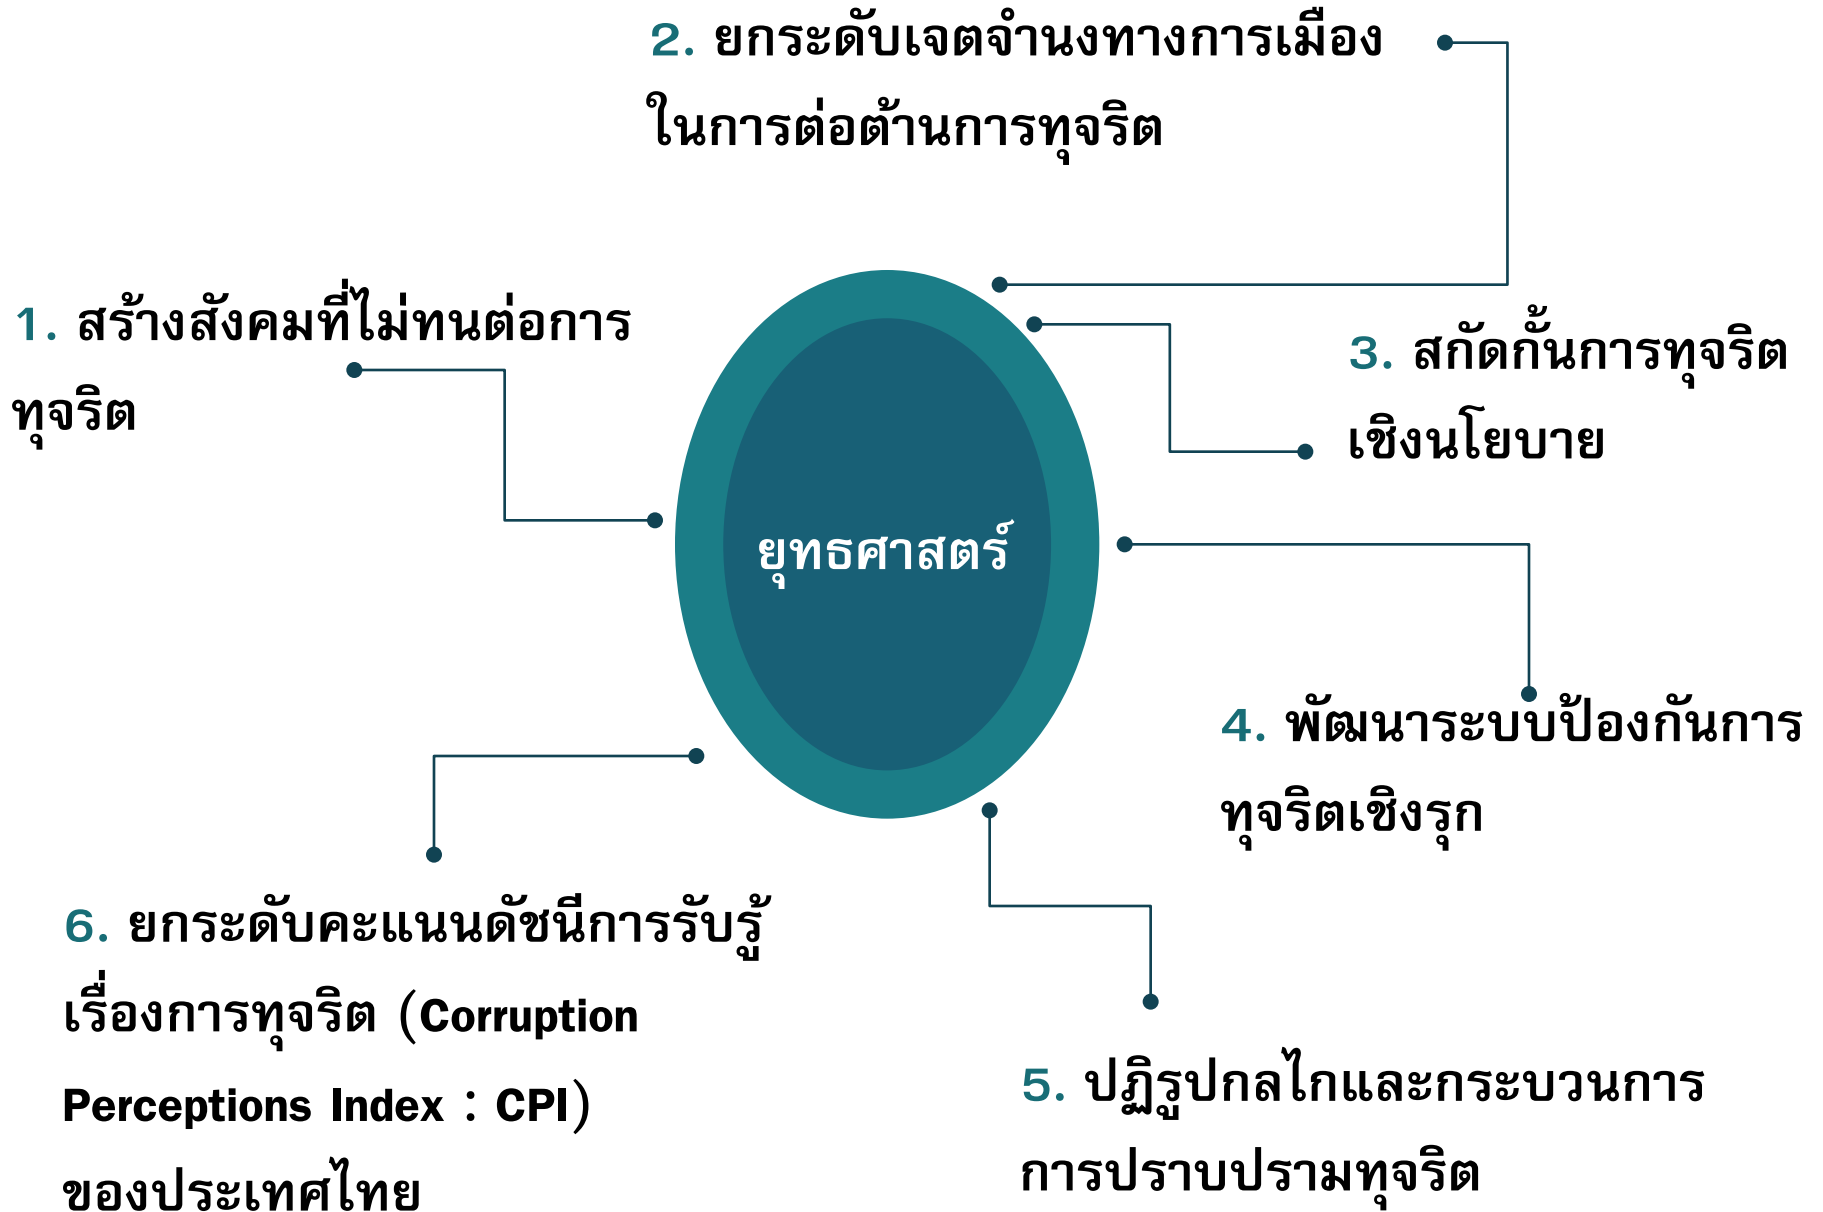 2. ยกระดับเจตจำนงทางการเมือง
ในการต่อต้านการทุจริต
1. สร้างสังคมที่ไม่ทนต่อการ
ทุจริต
3. สกัดกั้นการทุจริต
เชิงนโยบาย
ยุทธศาสตร์
4. พัฒนาระบบป้องกันการ
ทุจริตเชิงรุก
6. ยกระดับคะแนนดัชนีการรับรู้
เรื่องการทุจริต (Corruption
Perceptions Index : CPI)
ของประเทศไทย
5. ปฏิรูปกลไกและกระบวนการ
การปราบปรามทุจริต